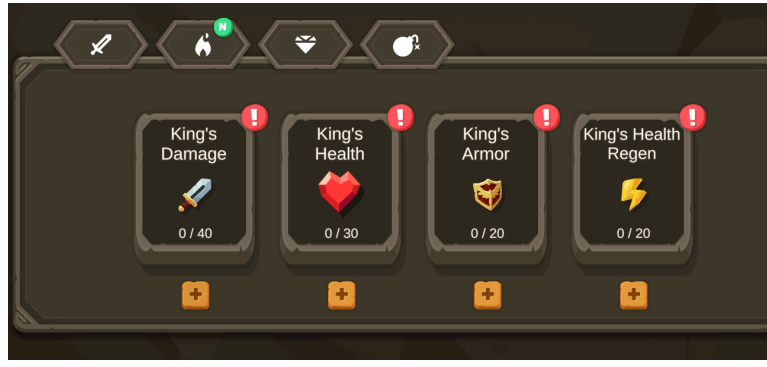 N
King's
Damage
0 / 40
King's
Health
0 / 30
King's
Armor
0 / 20
King's Health
Regen
0 / 20